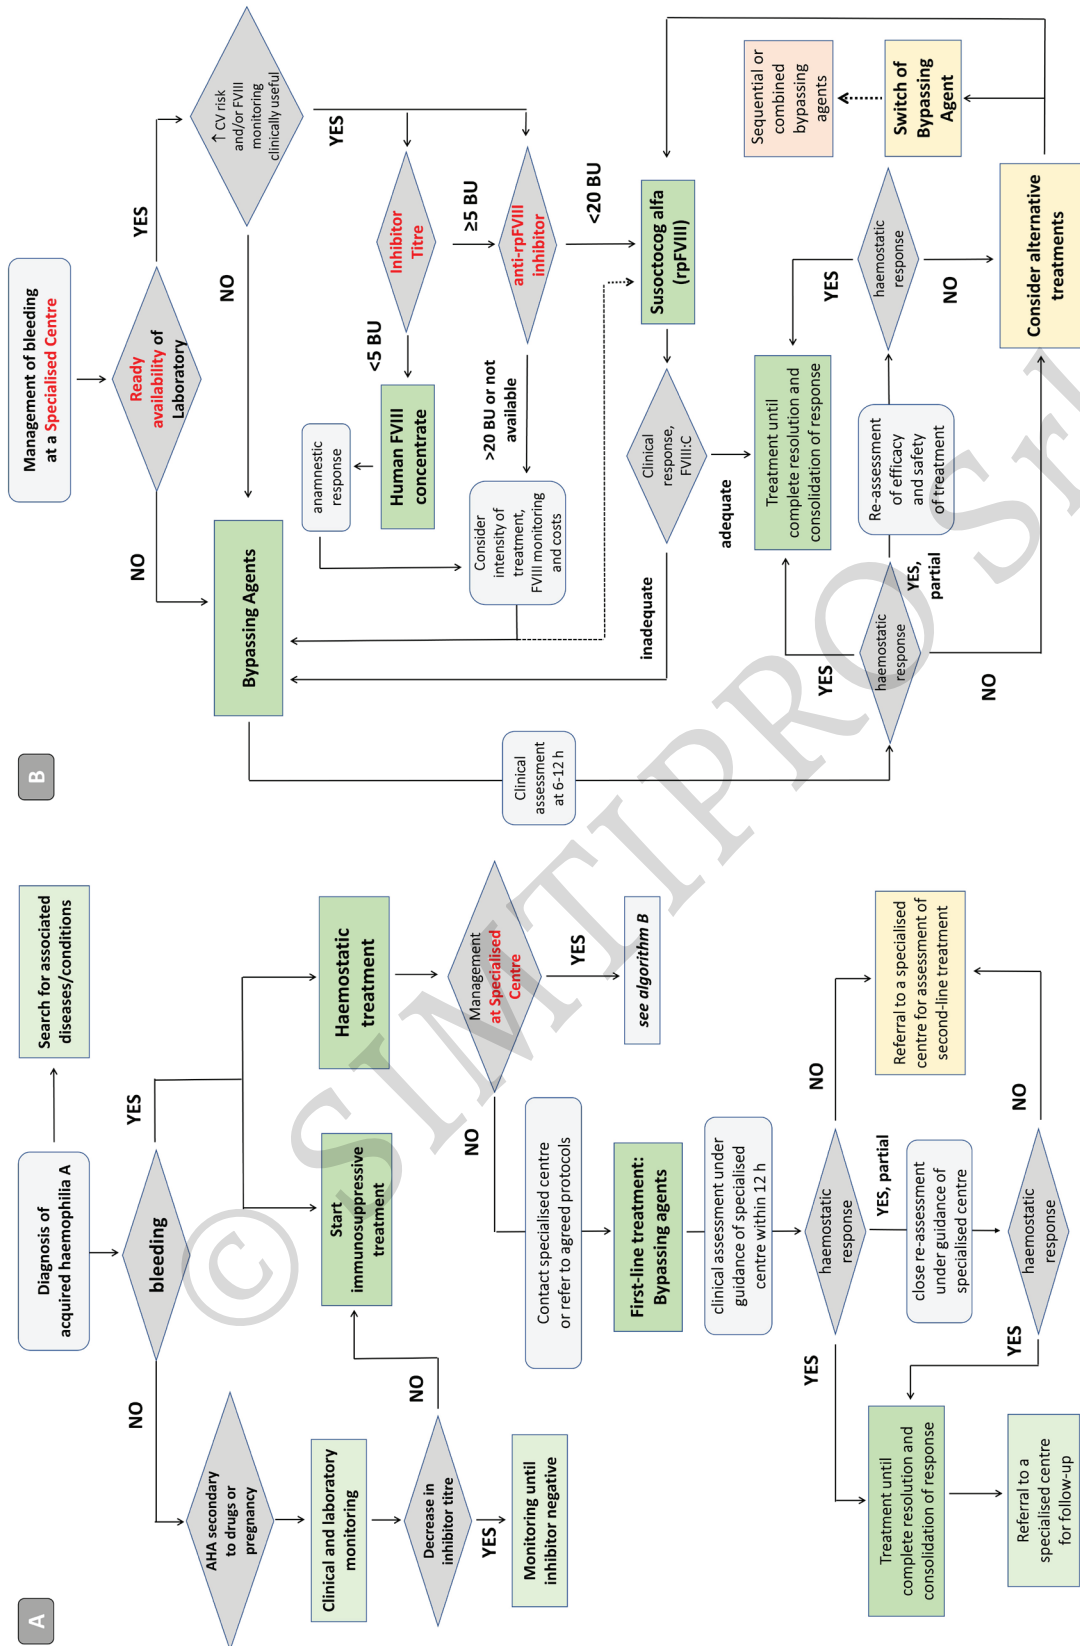 A
Diagnosis of
acquired haemophilia A
Search for associated
diseases/conditions
bleeding
NO
YES
AHA secondary
to drugs or
pregnancy
Clinical and laboratory
monitoring
Decrease in
inhibitor titre
NO
YES
Monitoring until
inhibitor negative
Start
immunosuppressive
treatment
Haemostatic
treatment
Management
at Specialised
Centre
NO
YES
see algorithm B
Contact specialised centre
or refer to agreed protocols
First-line treatment:
Bypassing agents
clinical assessment under
guidance of specialised
centre within 12 h
haemostatic
response
YES
NO
YES, partial
close re-assessment
under guidance of
specialised centre
haemostatic
response
YES
NO
Treatment until
complete resolution and
consolidation of response
Referral to a
specialised centre
for follow-up
Referral to a specialised
centre for assessment of
second-line treatment
B
Management of bleeding
at a Specialised Centre
Ready
availability of
Laboratory
NO
YES
↑ CV risk
and/or FVIII
monitoring
clinically useful
NO
YES
Bypassing Agents
Inhibitor
Titre
<5 BU
≥5 BU
Human FVIII
concentrate
anamnestic
response
anti-rpFVIII
inhibitor
>20 BU or not
available
<20 BU
Consider
intensity of
treatment,
FVIII monitoring
and costs
Susoctocog alfa
(rpFVIII)
Clinical
response,
FVIII:C
inadequate
adequate
Clinical
assessment
at 6-12 h
Treatment until
complete resolution and
consolidation of response
haemostatic
response
YES
YES,
partial
NO
Re-assessment
of efficacy
and safety
of treatment
haemostatic
response
YES
NO
Consider alternative
treatments
Switch of
Bypassing
Agent
Sequential or
combined
bypassing
agents
© SIMTIPRO Srl